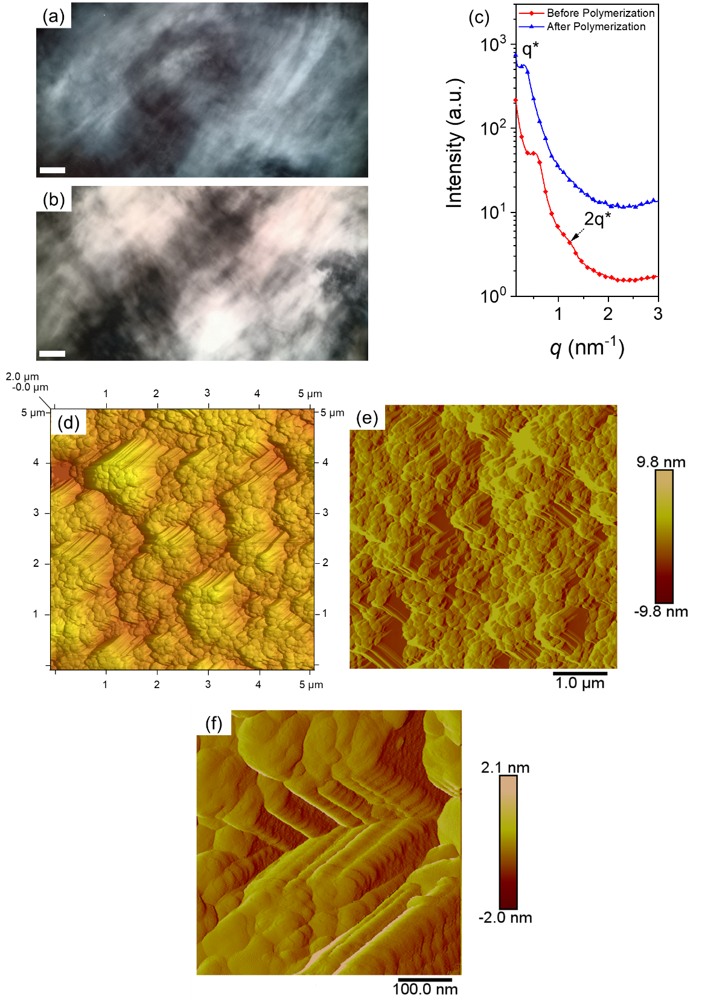 (a)
(b)
(c)
Before Polymerization
After Polymerization
q*
2q*
10³
10²
10¹
10⁰
Intensity (a.u.)
1 2 3
q (nm⁻¹)
2.0 µm
-0.0 µm
1 2 3 4 5 µm
5 µm
(d)
5 µm
4 4
3 3
2 2
1 1
1 2 3 4 5 µm
(e)
9.8 nm
-9.8 nm
1.0 µm
(f)
2.1 nm
-2.0 nm
100.0 nm